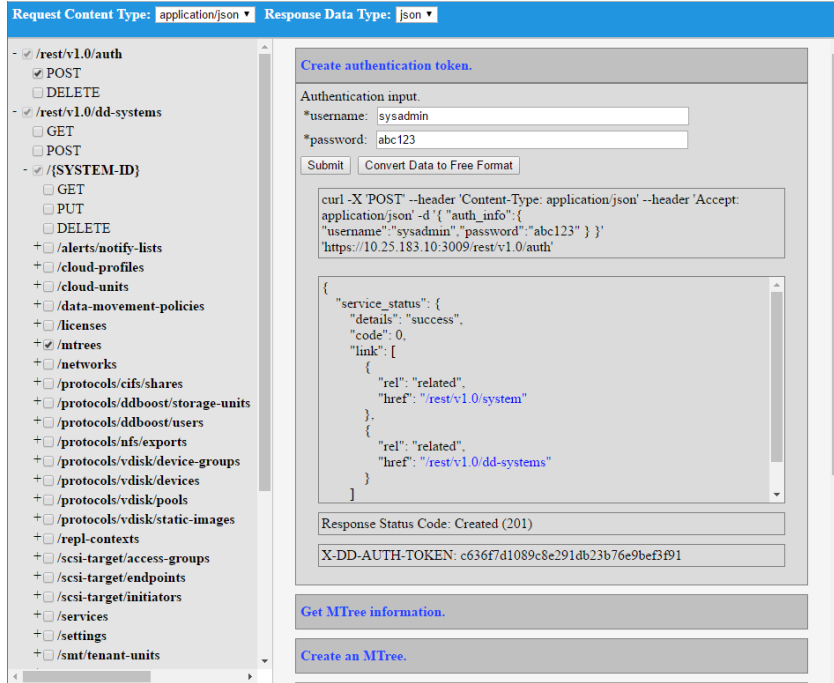 Request Content Type: application/json Response Data Type: json
- /rest/v1.0/auth
POST
DELETE
- /rest/v1.0/dd-systems
GET
POST
- /{SYSTEM-ID}
GET
PUT
DELETE
+ /alerts/notify-lists
+ /cloud-profiles
+ /cloud-units
+ /data-movement-policies
+ /licenses
+ /mtrees
+ /networks
+ /protocols/cifs/shares
+ /protocols/ddboost/storage-units
+ /protocols/ddboost/users
+ /protocols/nfs/exports
+ /protocols/vdisk/device-groups
+ /protocols/vdisk/devices
+ /protocols/vdisk/pools
+ /protocols/vdisk/static-images
+ /repl-contexts
+ /scsi-target/access-groups
+ /scsi-target/endpoints
+ /scsi-target/initiators
+ /services
+ /settings
+ /smt/tenant-units
Create authentication token.
Authentication input.
*username: sysadmin
*password: abc123
Submit Convert Data to Free Format
curl -X 'POST' --header 'Content-Type: application/json' --header 'Accept:
application/json' -d '{ "auth_info":{
"username":"sysadmin","password":"abc123" } }'
'https://10.25.183.10:3009/rest/v1.0/auth'
{
"service_status": {
"details": "success",
"code": 0,
"link": [
{
"rel": "related",
"href": "/rest/v1.0/system"
},
{
"rel": "related",
"href": "/rest/v1.0/dd-systems"
}
]
Response Status Code: Created (201)
X-DD-AUTH-TOKEN: c636f7d1089c8e291db23b76e9bef3f91
Get MTree information.
Create an MTree.